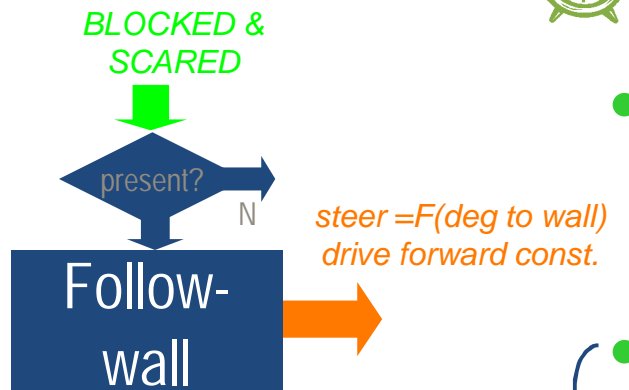 BLOCKED &
SCARED
present?
N
steer =F(deg to wall)
drive forward const.
Follow-
wall